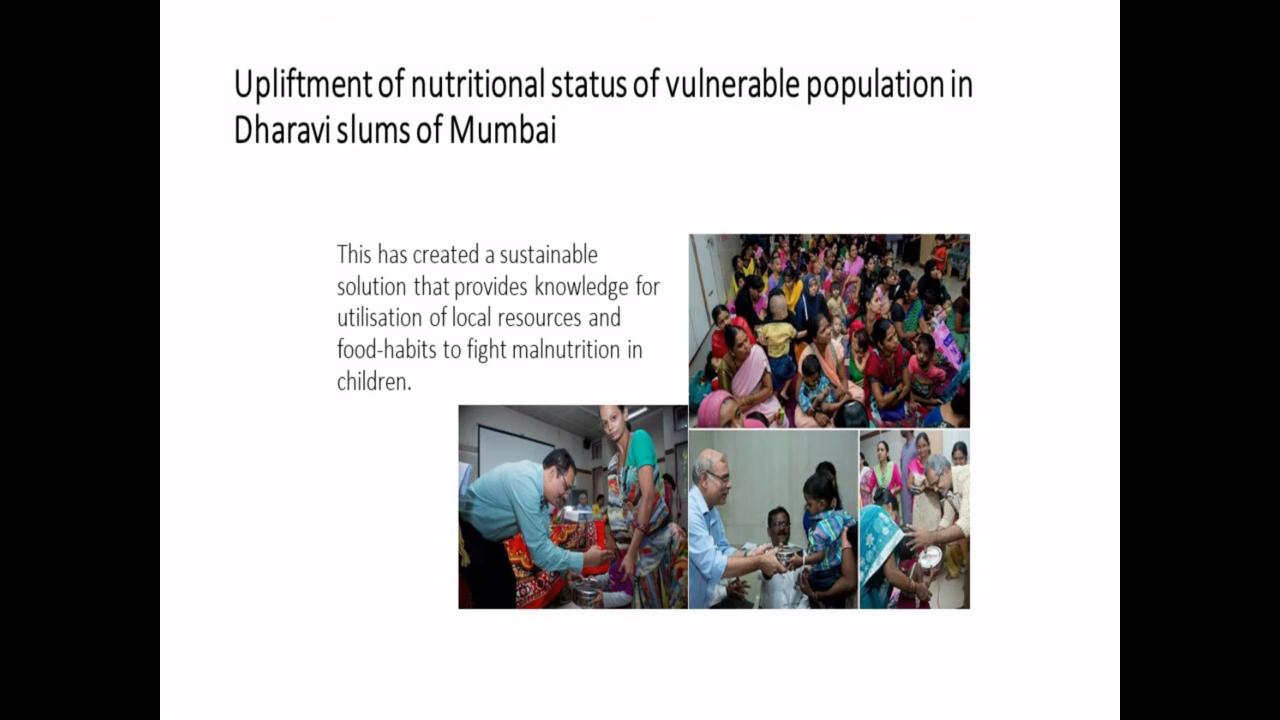 Upliftment of nutritional status of vulnerable population in
Dharavi slums of Mumbai
This has created a sustainable
solution that provides knowledge for
utilisation of local resources and
food-habits to fight malnutrition in
children.